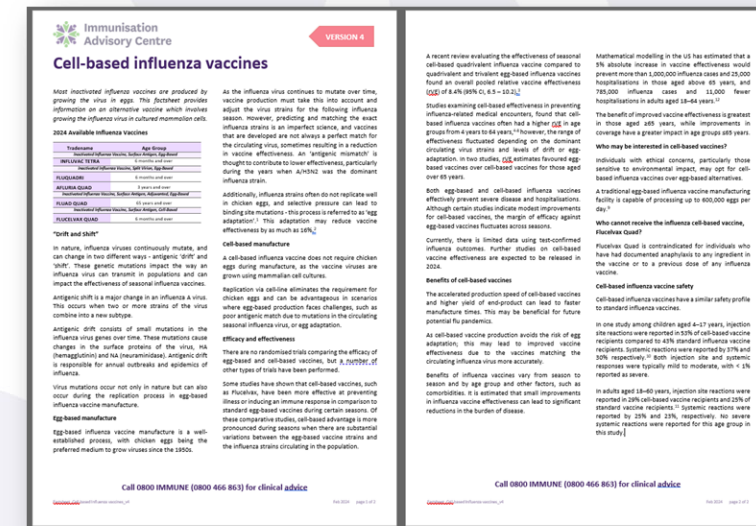 Immunisation
Advisory Centre
VERSION 4
Cell-based influenza vaccines
Most inactivated influenza vaccines are produced by
growing the virus in eggs. This factsheet provides
information on an alternative vaccine which involves
growing the influenza virus in cultured mammalian cells.
2024 Available Influenza Vaccines
Tradename Age Group
Inactivated Influenza Vaccine, Surface Antigen, Egg-Based
INFLUVAC TETRA 6 months and over
Inactivated Influenza Vaccine, Split Virion, Egg-Based
FLUQUADRI 6 months and over
AFLURIA QUAD 3 years and over
Inactivated Influenza Vaccine, Surface Antigen, Adjuvanted, Egg-Based
FLUAD QUAD 65 years and over
Inactivated Influenza Vaccine, Surface Antigen, Cell-Based
FLUCELVAX QUAD 6 months and over
"Drift and Shift"
In nature, influenza viruses continuously mutate, and
can change in two different ways - antigenic 'drift' and
'shift'. These genetic mutations impact the way an
influenza virus can transmit in populations and can
impact the effectiveness of seasonal influenza vaccines.
Antigenic shift is a major change in an influenza A virus.
This occurs when two or more strains of the virus
combine into a new subtype.
Antigenic drift consists of small mutations in the
influenza virus genes over time. These mutations cause
changes in the surface proteins of the virus, HA
(hemagglutinin) and NA (neuraminidase). Antigenic drift
is responsible for annual outbreaks and epidemics of
influenza.
Virus mutations occur not only in nature but can also
occur during the replication process in egg-based
influenza vaccine manufacture.
Egg-based manufacture
Egg-based influenza vaccine manufacture is a well-
established process, with chicken eggs being the
preferred medium to grow viruses since the 1950s.
As the influenza virus continues to mutate over time,
vaccine production must take this into account and
adjust the virus strains for the following influenza
season. However, predicting and matching the exact
influenza strains is an imperfect science, and vaccines
that are developed are not always a perfect match for
the circulating virus, sometimes resulting in a reduction
in vaccine effectiveness. An 'antigenic mismatch' is
thought to contribute to lower effectiveness, particularly
during the years when A/H3N2 was the dominant
influenza strain.
Additionally, influenza strains often do not replicate well
in chicken eggs, and selective pressure can lead to
binding site mutations - this process is referred to as 'egg
adaptation'.¹ This adaptation may reduce vaccine
effectiveness by as much as 16%.²
Cell-based manufacture
A cell-based influenza vaccine does not require chicken
eggs during manufacture, as the vaccine viruses are
grown using mammalian cell cultures.
Replication via cell-line eliminates the requirement for
chicken eggs and can be advantageous in scenarios
where egg-based production faces challenges, such as
poor antigenic match due to mutations in the circulating
seasonal influenza virus, or egg adaptation.
Efficacy and effectiveness
There are no randomised trials comparing the efficacy of
egg-based and cell-based vaccines, but a number of
other types of trials have been performed.
Some studies have shown that cell-based vaccines, such
as Flucelvax, have been more effective at preventing
illness or inducing an immune response in comparison to
standard egg-based vaccines during certain seasons. Of
these comparative studies, cell-based advantage is more
pronounced during seasons when there are substantial
variations between the egg-based vaccine strains and
the influenza strains circulating in the population.
Call 0800 IMMUNE (0800 466 863) for clinical advice
Feb 2024 page 1 of 2
A recent review evaluating the effectiveness of seasonal
cell-based quadrivalent influenza vaccine compared to
quadrivalent and trivalent egg-based influenza vaccines
found an overall pooled relative vaccine effectiveness
(rVE) of 8.4% (95% CI, 6.5 – 10.2).³
Studies examining cell-based effectiveness in preventing
influenza-related medical encounters, found that cell-
based influenza vaccines often had a higher rVE in age
groups from 4 years to 64 years, however, the range of
effectiveness fluctuated depending on the dominant
circulating virus strains and levels of drift or egg-
adaptation. In two studies, rVE estimates favoured egg-
based vaccines over cell-based vaccines for those aged
over 65 years.
Both egg-based and cell-based influenza vaccines
effectively prevent severe disease and hospitalisations.
Although certain studies indicate modest improvements
for cell-based vaccines, the margin of efficacy against
egg-based vaccines fluctuates across seasons.
Currently, there is limited data using test-confirmed
influenza outcomes. Further studies on cell-based
vaccine effectiveness are expected to be released in
2024.
Benefits of cell-based vaccines
The accelerated production speed of cell-based vaccines
and higher yield of end-product can lead to faster
manufacture times. This may be beneficial for future
potential flu pandemics.
As cell-based vaccine production avoids the risk of egg
adaptation; this may lead to improved vaccine
effectiveness due to the vaccines matching the
circulating influenza virus more accurately.
Benefits of influenza vaccines vary from season to
season and by age group and other factors, such as
comorbidities. It is estimated that small improvements
in influenza vaccine effectiveness can lead to significant
reductions in the burden of disease.
Mathematical modelling in the US has estimated that a
5% absolute increase in vaccine effectiveness would
prevent more than 1,000,000 influenza cases and 25,000
hospitalisations in those aged above 65 years, and
785,000 influenza cases and 11,000 fewer
hospitalisations in adults aged 18–64 years.
The benefit of improved vaccine effectiveness is greatest
in those aged ≥65 years, while improvements in
coverage have a greater impact in age groups ≤65 years.
Who may be interested in cell-based vaccines?
Individuals with ethical concerns, particularly those
sensitive to environmental impact, may opt for cell-
based influenza vaccines over egg-based alternatives.
A traditional egg-based influenza vaccine manufacturing
facility is capable of processing up to 600,000 eggs per
day.
Who cannot receive the influenza cell-based vaccine,
Flucelvax Quad?
Flucelvax Quad is contraindicated for individuals who
have had documented anaphylaxis to any ingredient in
the vaccine or to a previous dose of any influenza
vaccine.
Cell-based influenza vaccine safety
Cell-based influenza vaccines have a similar safety profile
to standard influenza vaccines.
In one study among children aged 4–17 years, injection
site reactions were reported in 53% of cell-based vaccine
recipients compared to 43% standard influenza vaccine
recipients. Systemic reactions were reported by 37% and
30% respectively. Both injection site and systemic
responses were typically mild to moderate, with < 1%
reported as severe.
In adults aged 18–60 years, injection site reactions were
reported in 29% cell-based vaccine recipients and 25% of
standard vaccine recipients. Systemic reactions were
reported by 25% and 23%, respectively. No severe
systemic reactions were reported for this age group in
this study.
Call 0800 IMMUNE (0800 466 863) for clinical advice
Feb 2024 page 2 of 2